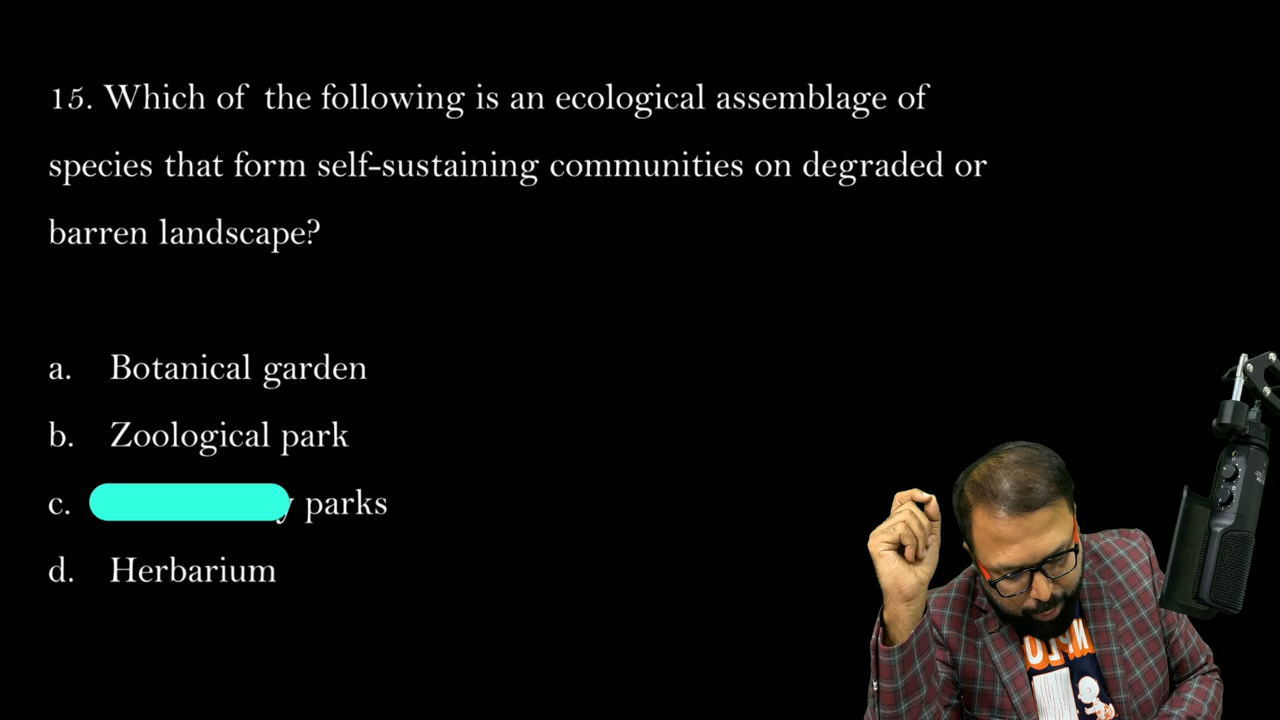 15. Which of the following is an ecological assemblage of
species that form self-sustaining communities on degraded or
barren landscape?
a. Botanical garden
b. Zoological park
c. parks
d. Herbarium